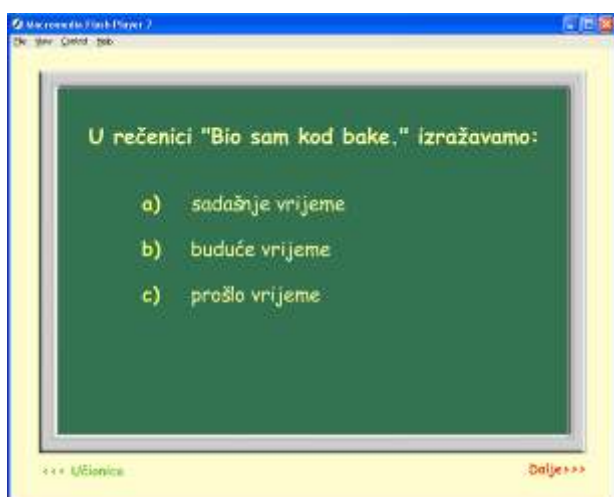 Macromedia Flash Player 7
File View Control Help
U rečenici "Bio sam kod bake." izražavamo:
a) sadašnje vrijeme
b) buduće vrijeme
c) prošlo vrijeme
<<< Učionica
Dalje>>>